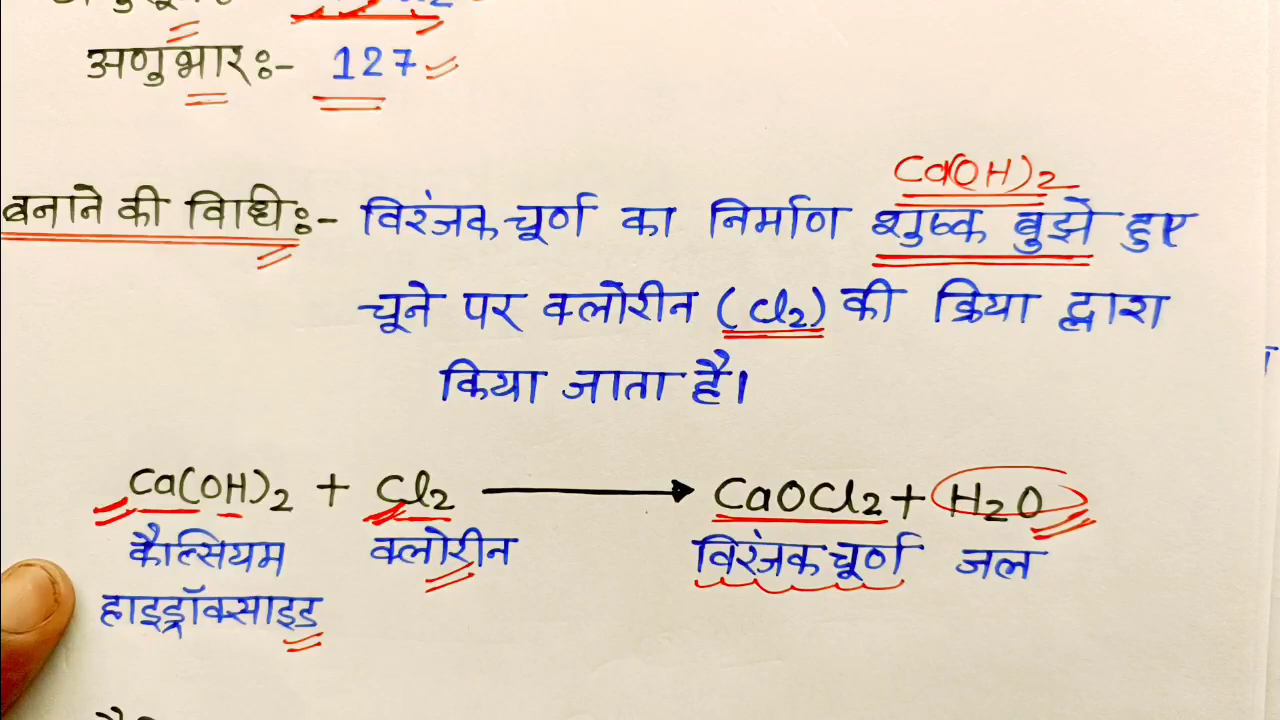 अणुभार:- 127
Ca(OH)2
बनाने की विधि:- विरंजक चूर्ण का निर्माण शुष्क बुझे हुए
चूने पर क्लोरीन (Cl2) की क्रिया द्वारा
किया जाता है।
Ca(OH)2 + Cl2 → CaOCl2 + H2O
कैल्सियम क्लोरीन विरंजक चूर्ण जल
हाइड्रॉक्साइड